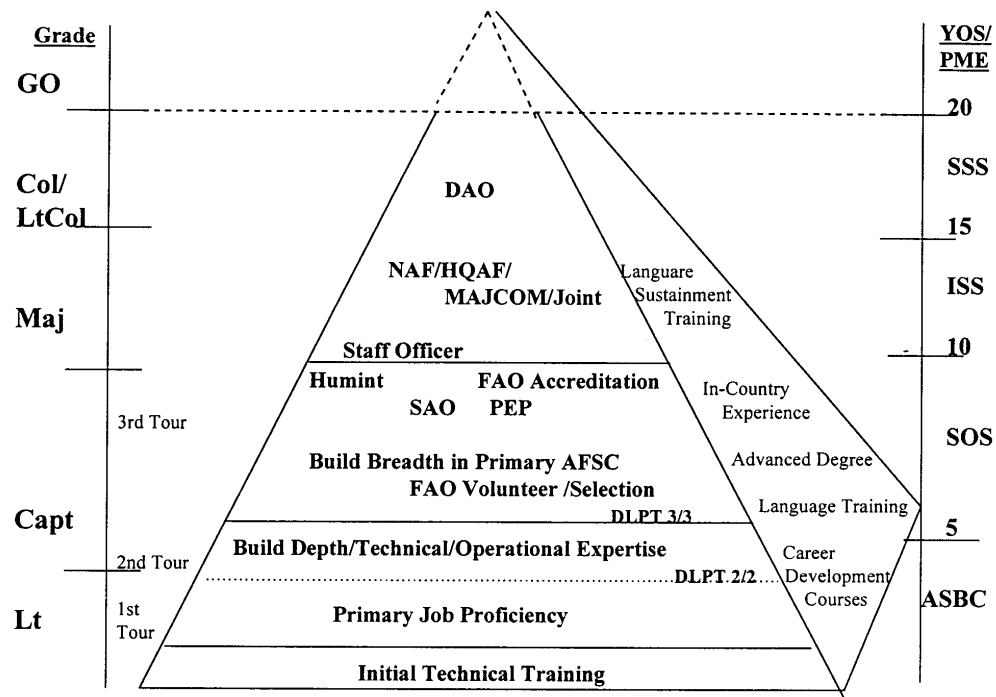 Grade
YOS/
PME
GO
20
Col/
LtCol
DAO
SSS
15
NAF/HQAF/
MAJCOM/Joint
Languare
Sustainment
Training
ISS
Maj
Staff Officer
10
Humint FAO Accreditation
SAO PEP
In-Country
Experience
3rd Tour
SOS
Build Breadth in Primary AFSC
FAO Volunteer /Selection
Advanced Degree
DLPT 3/3
Language Training
Capt
5
2nd Tour
Build Depth/Technical/Operational Expertise
DLPT 2/2
Career
Development
Courses
ASBC
Lt
1st
Tour
Primary Job Proficiency
Initial Technical Training